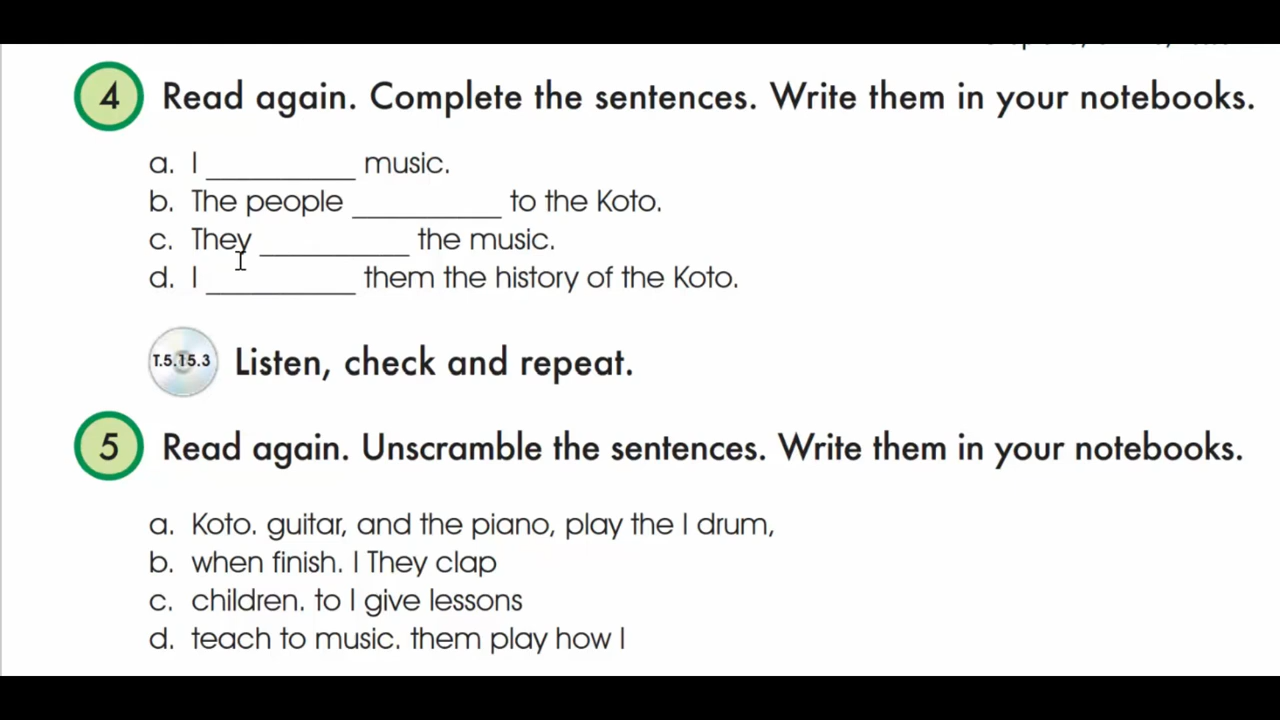 4 Read again. Complete the sentences. Write them in your notebooks.
a. I __________ music.
b. The people __________ to the Koto.
c. They __________ the music.
d. I __________ them the history of the Koto.
T.5.15.3 Listen, check and repeat.
5 Read again. Unscramble the sentences. Write them in your notebooks.
a. Koto. guitar, and the piano, play the I drum,
b. when finish. I They clap
c. children. to I give lessons
d. teach to music. them play how I